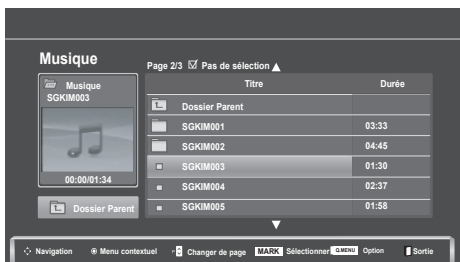 Musique
Page 2/3 Pas de sélection
Musique
SGKIM003
00:00/01:34
Dossier Parent
Titre Durée
Dossier Parent
SGKIM001 03:33
SGKIM002 04:45
SGKIM003 01:30
SGKIM004 02:37
SGKIM005 01:58
Navigation Menu contextuel P Changer de page MARK Sélectionner Q.MENU Option Sortie